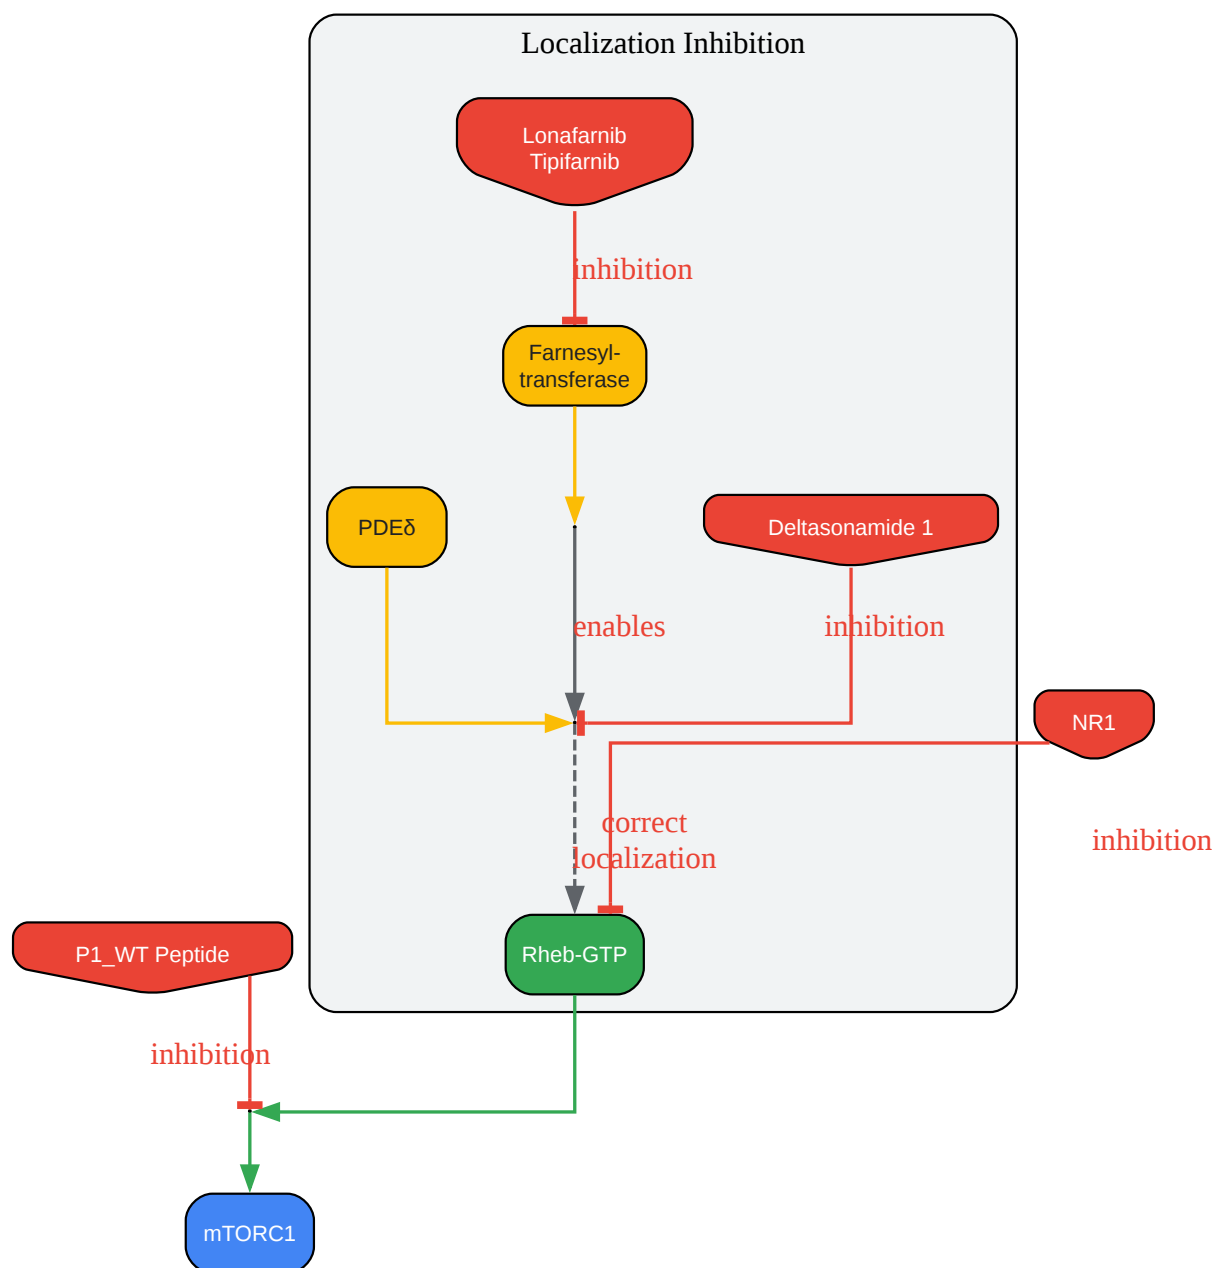 Localization Inhibition
Lonafarnib
Tipifarnib
inhibition
Farnesyl-
transferase
PDEδ
Deltasonamide 1
enables
inhibition
NR1
correct
localization
inhibition
P1_WT Peptide
Rheb-GTP
inhibition
mTORC1